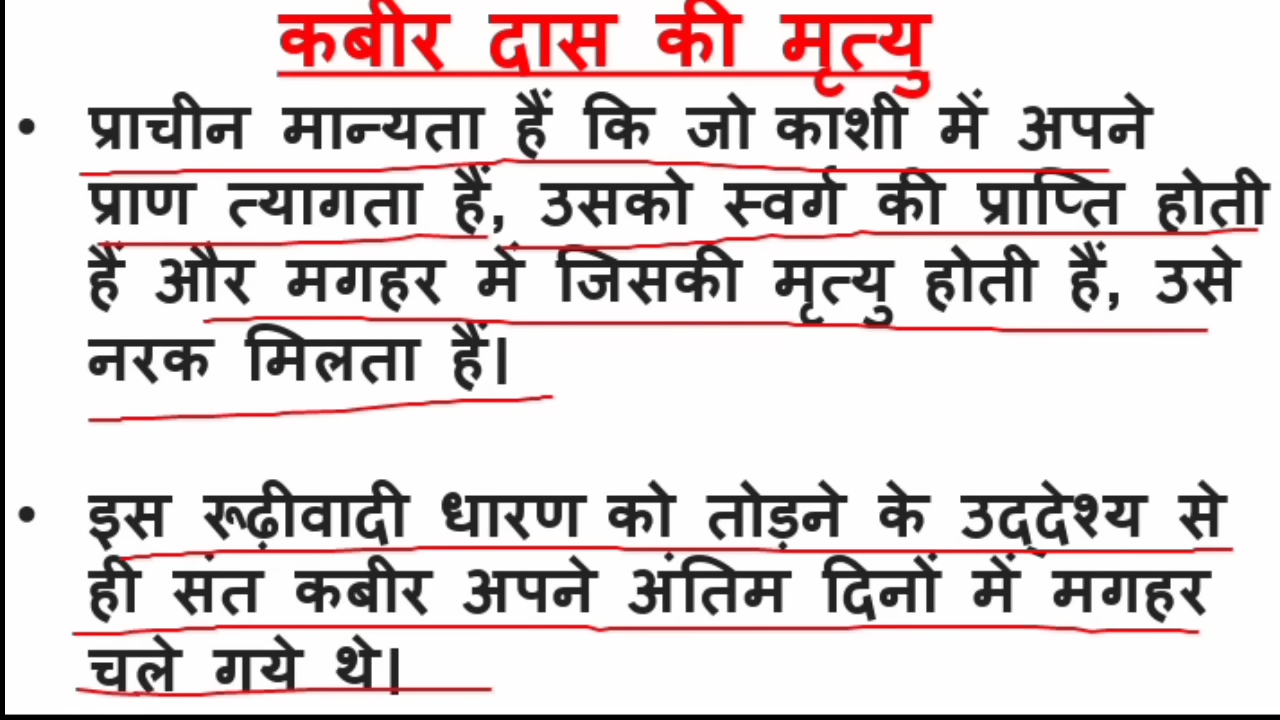 कबीर दास की मृत्यु
• प्राचीन मान्यता हैं कि जो काशी में अपने
प्राण त्यागता हैं, उसको स्वर्ग की प्राप्ति होती
हैं और मगहर में जिसकी मृत्यु होती हैं, उसे
नरक मिलता हैं।
• इस रूढ़ीवादी धारण को तोड़ने के उद्देश्य से
ही संत कबीर अपने अंतिम दिनों में मगहर
चले गये थे।